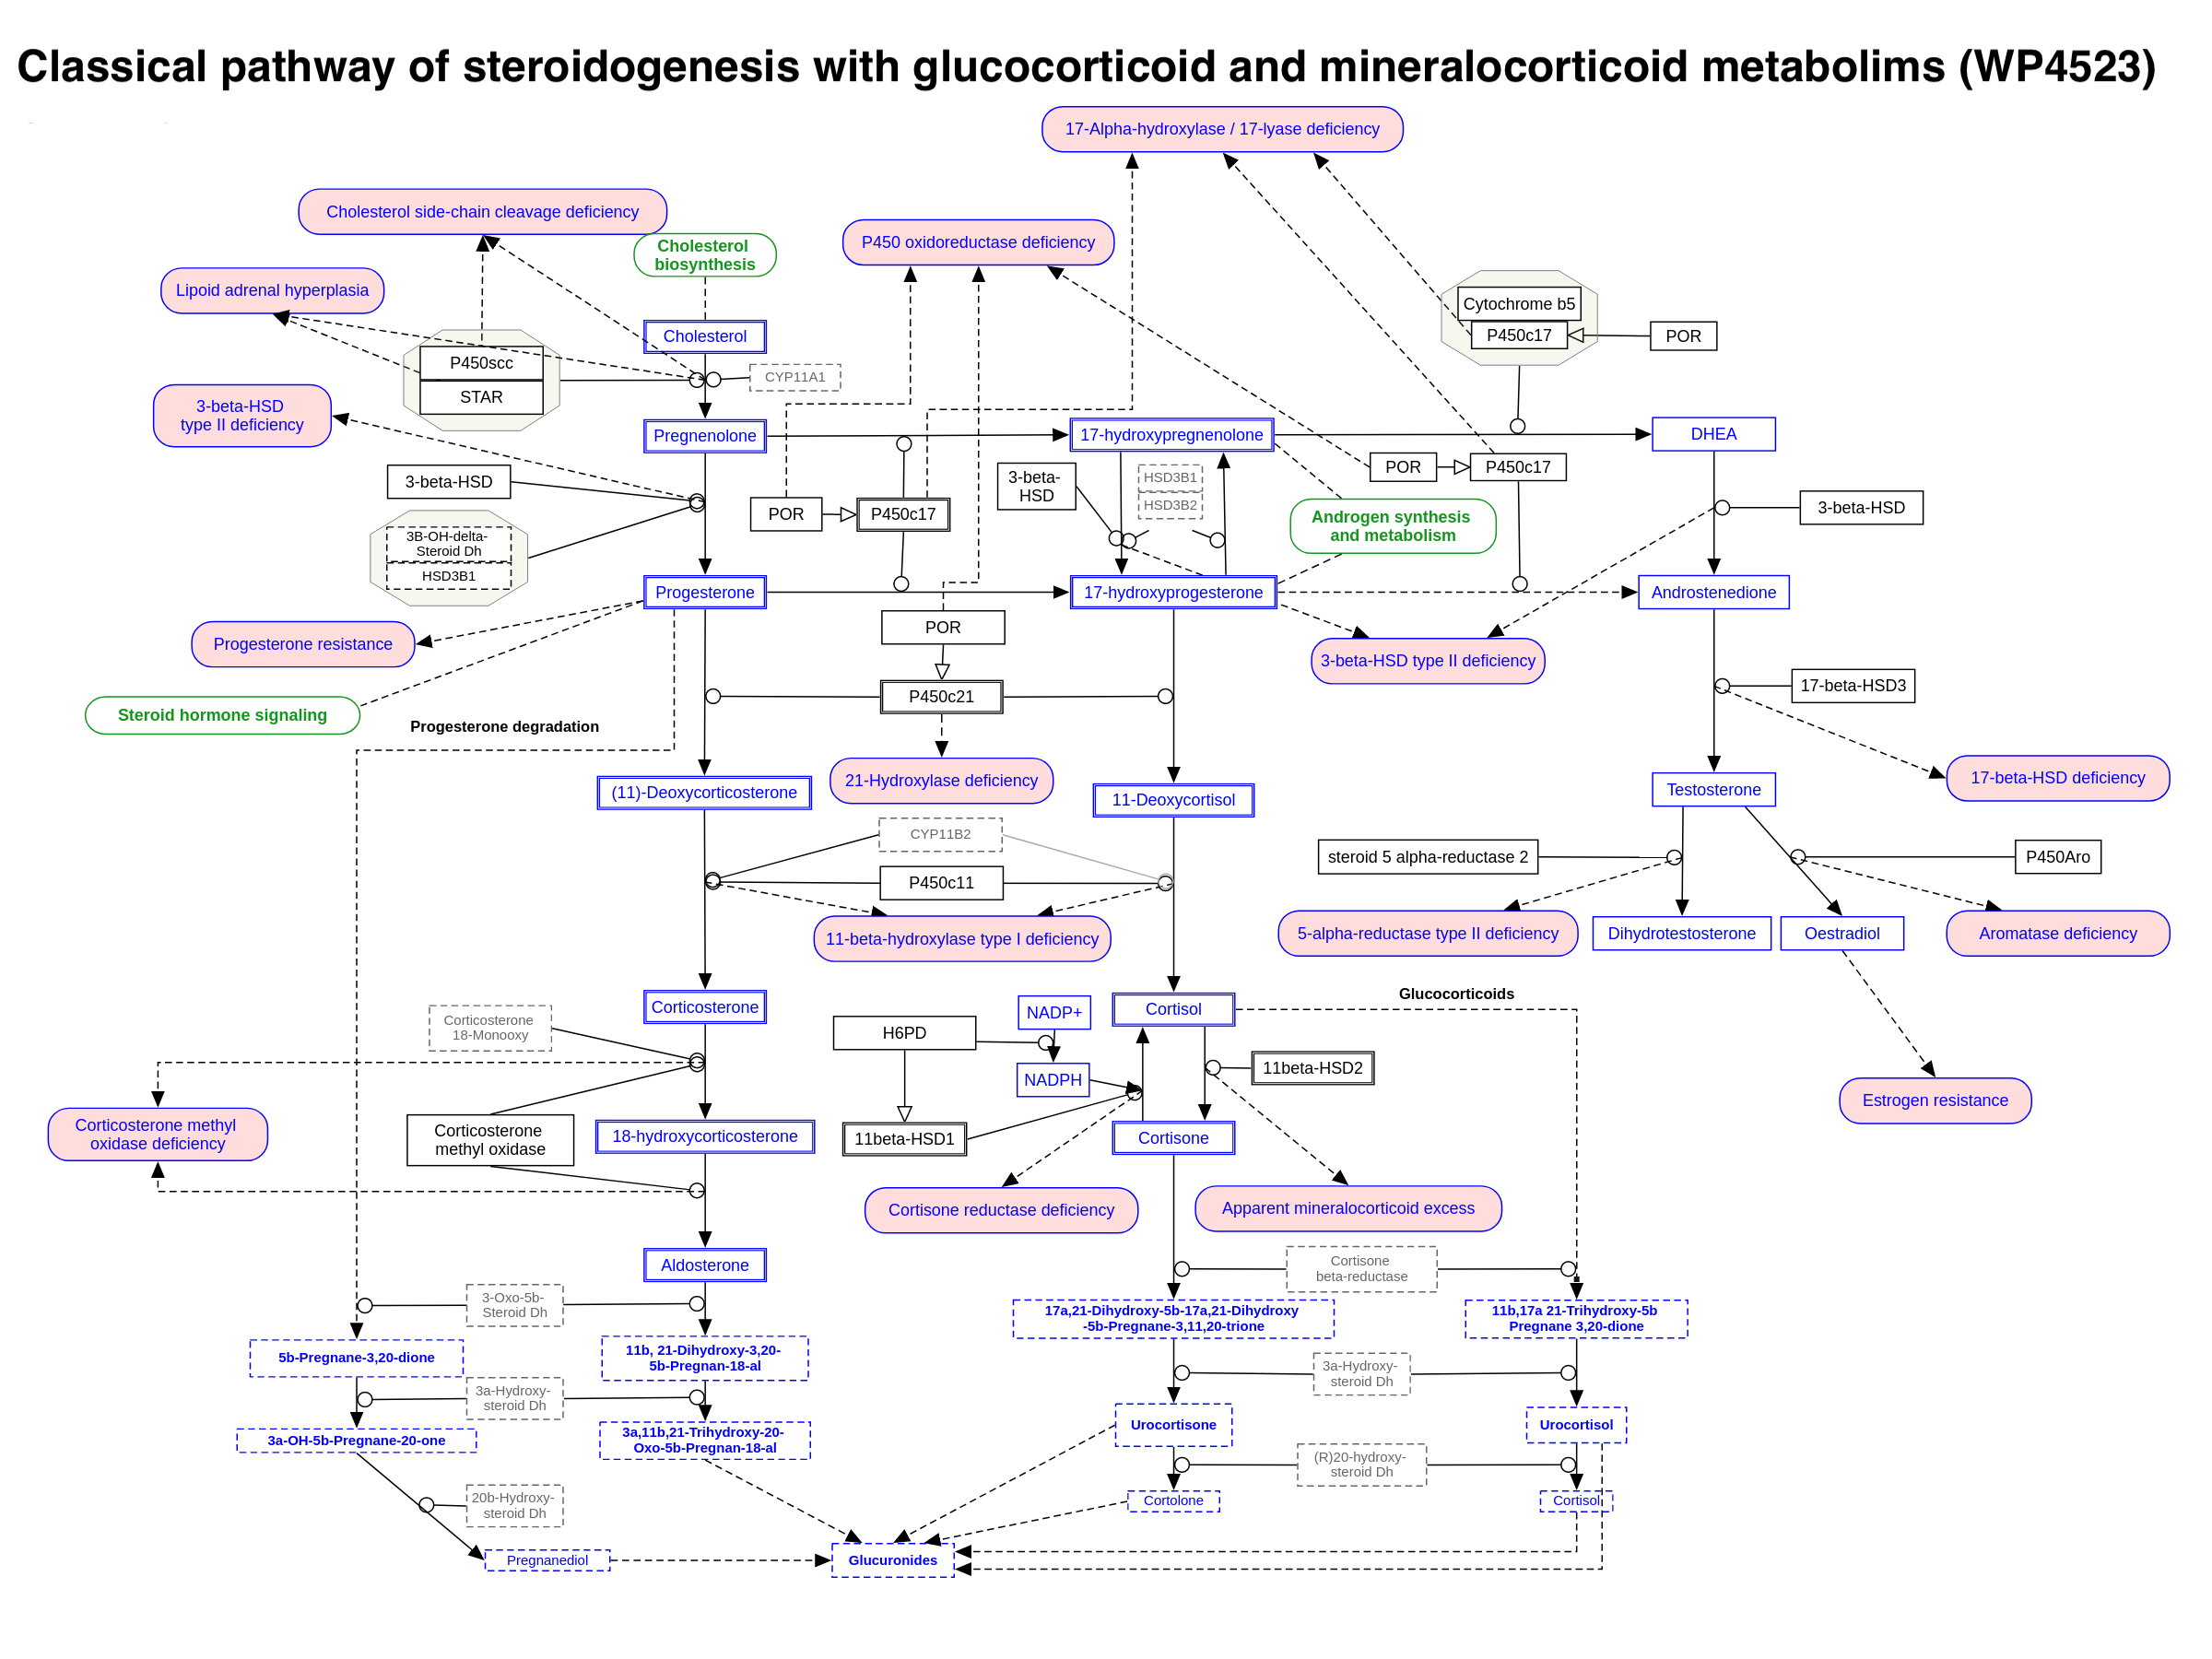 Classical pathway of steroidogenesis with glucocorticoid and mineralocorticoid metabolims (WP4523)
17-Alpha-hydroxylase / 17-lyase deficiency
Cholesterol side-chain cleavage deficiency
Cholesterol
biosynthesis
P450 oxidoreductase deficiency
Lipoid adrenal hyperplasia
Cytochrome b5
P450c17
POR
Cholesterol
P450scc
STAR
CYP11A1
3-beta-HSD
type II deficiency
Pregnenolone
17-hydroxypregnenolone
DHEA
3-beta-HSD
POR
P450c17
3-beta-
HSD
HSD3B1
HSD3B2
POR
P450c17
3-beta-HSD
Androgen synthesis
and metabolism
3B-OH-delta-
Steroid Dh
HSD3B1
Progesterone
17-hydroxyprogesterone
Androstenedione
POR
Progesterone resistance
3-beta-HSD type II deficiency
P450c21
17-beta-HSD3
Steroid hormone signaling
Progesterone degradation
21-Hydroxylase deficiency
17-beta-HSD deficiency
(11)-Deoxycorticosterone
11-Deoxycortisol
Testosterone
CYP11B2
steroid 5 alpha-reductase 2
P450Aro
P450c11
11-beta-hydroxylase type I deficiency
5-alpha-reductase type II deficiency
Dihydrotestosterone
Oestradiol
Aromatase deficiency
Corticosterone
Cortisol
Glucocorticoids
Corticosterone
18-Monooxy
H6PD
NADP+
11beta-HSD2
NADPH
Estrogen resistance
Corticosterone methyl
oxidase deficiency
Corticosterone
methyl oxidase
18-hydroxycorticosterone
11beta-HSD1
Cortisone
Cortisone reductase deficiency
Apparent mineralocorticoid excess
Aldosterone
Cortisone
beta-reductase
3-Oxo-5b-
Steroid Dh
17a,21-Dihydroxy-5b-17a,21-Dihydroxy
-5b-Pregnane-3,11,20-trione
11b,17a 21-Trihydroxy-5b
Pregnane 3,20-dione
5b-Pregnane-3,20-dione
11b, 21-Dihydroxy-3,20-
5b-Pregnan-18-al
3a-Hydroxy-
steroid Dh
3a-Hydroxy-
steroid Dh
3a-OH-5b-Pregnane-20-one
3a,11b,21-Trihydroxy-20-
Oxo-5b-Pregnan-18-al
Urocortisone
Urocortisol
(R)20-hydroxy-
steroid Dh
20b-Hydroxy-
steroid Dh
Cortolone
Cortisol
Pregnanediol
Glucuronides